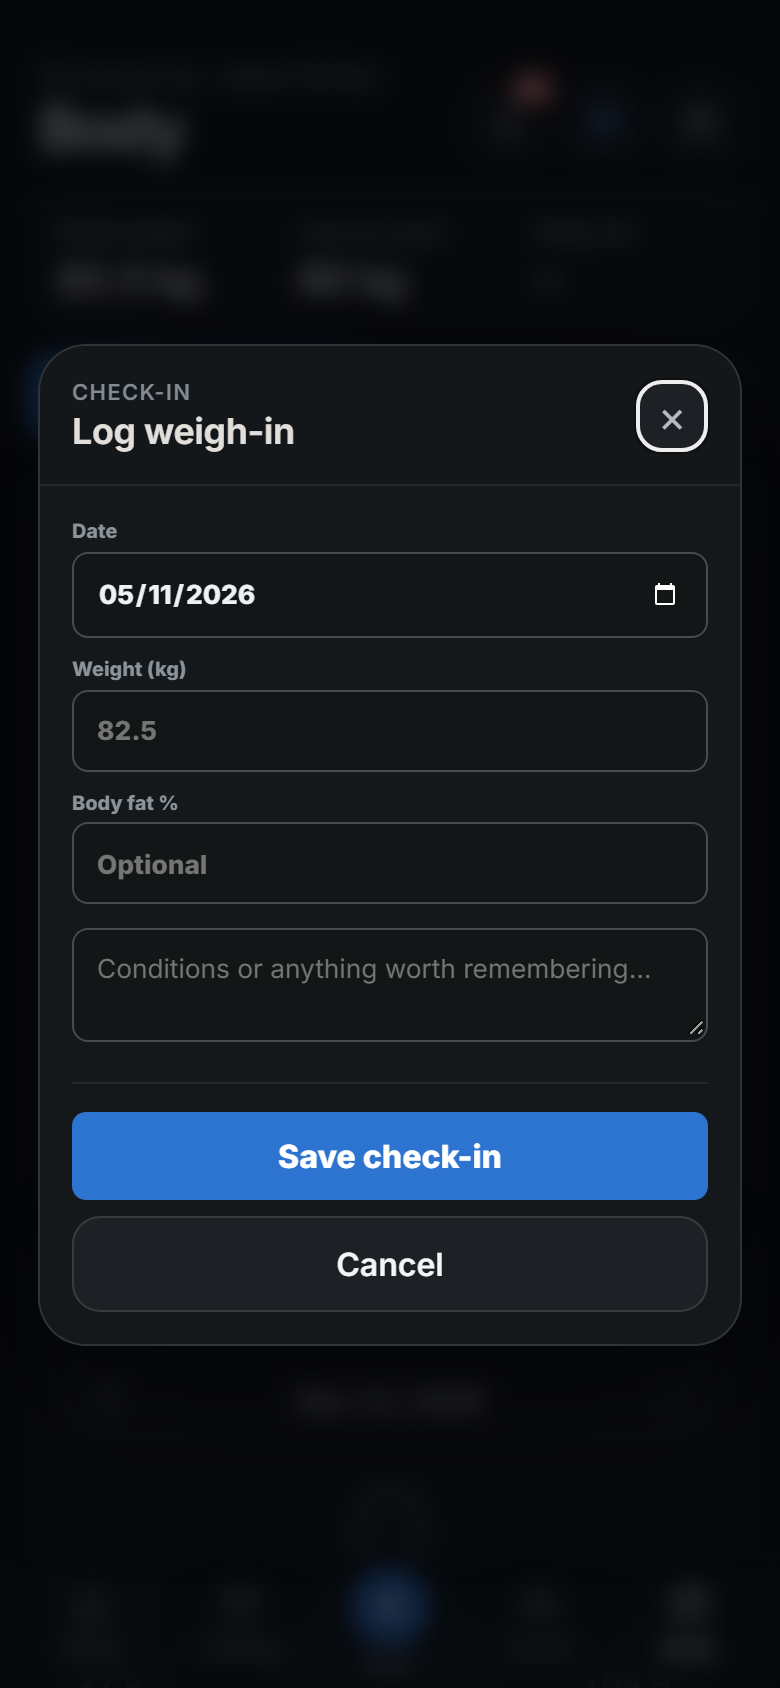 Body
CHECK-IN
Log weigh-in
Date
05/11/2026
Weight (kg)
82.5
Body fat %
Optional
Conditions or anything worth remembering...
Save check-in
Cancel